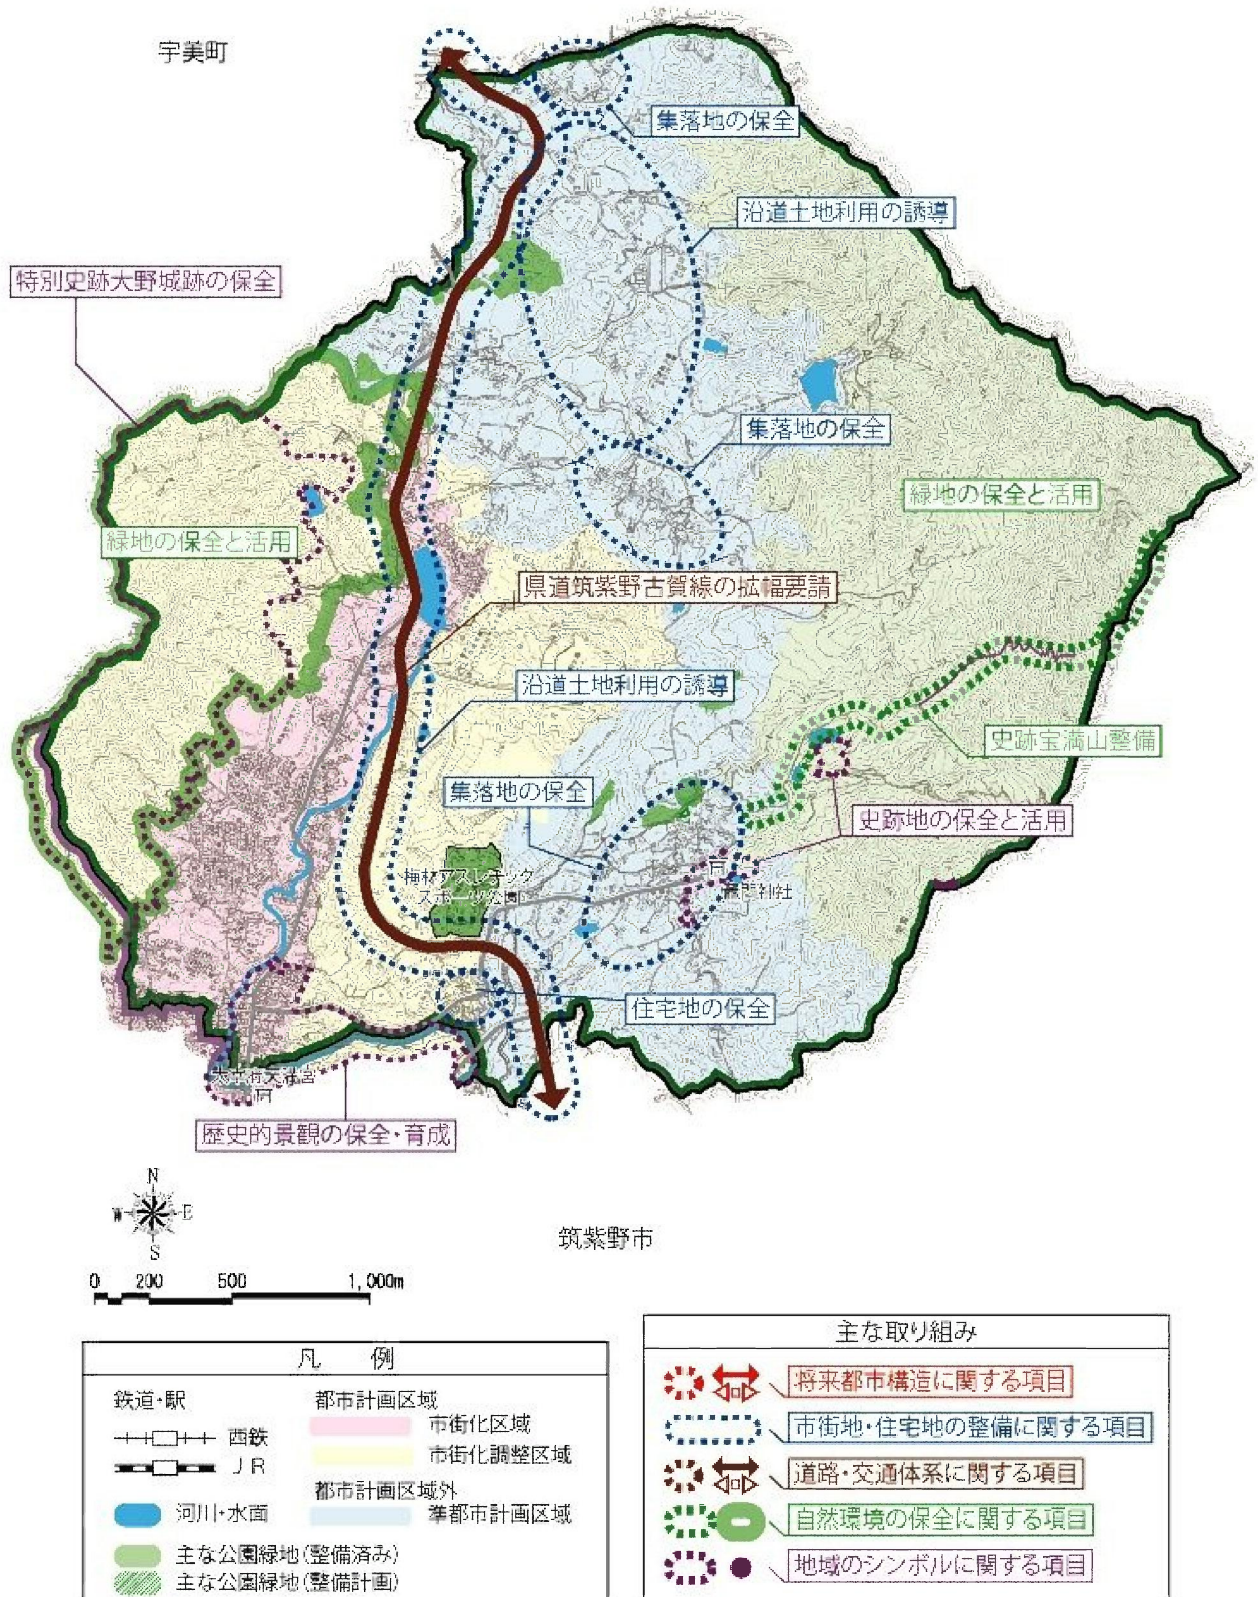 宇美町
集落地の保全
沿道土地利用の誘導
特別史跡大野城跡の保全
集落地の保全
緑地の保全と活用
緑地の保全と活用
県道筑紫野古賀線の拡幅要請
沿道土地利用の誘導
史跡宝満山整備
集落地の保全
史跡地の保全と活用
梅林アスレチック
スポーツ公園
竈門神社
住宅地の保全
太宰府天満宮
歴史的景観の保全・育成
N
W
E
S
筑紫野市
0 200 500 1,000m
凡 例
鉄道・駅
西鉄
JR
河川・水面
主な公園緑地(整備済み)
主な公園緑地(整備計画)
都市計画区域
市街化区域
市街化調整区域
都市計画区域外
準都市計画区域
主な取り組み
将来都市構造に関する項目
市街地・住宅地の整備に関する項目
道路・交通体系に関する項目
自然環境の保全に関する項目
地域のシンボルに関する項目